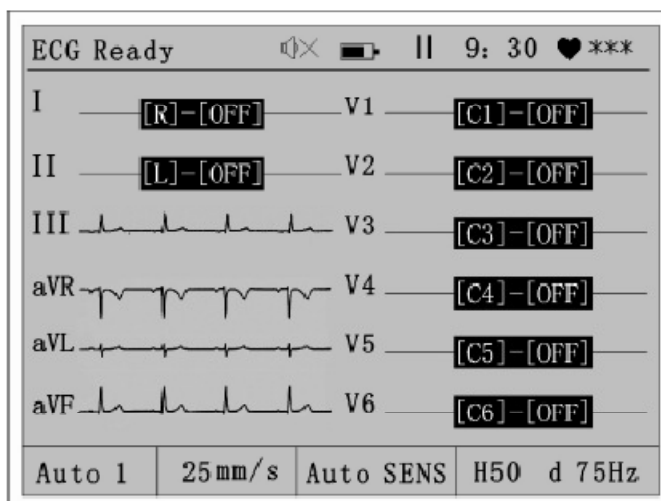 ECG Ready 9: 30 ***
I [R]-[OFF] V1 [C1]-[OFF]
II [L]-[OFF] V2 [C2]-[OFF]
III V3 [C3]-[OFF]
aVR V4 [C4]-[OFF]
aVL V5 [C5]-[OFF]
aVF V6 [C6]-[OFF]
Auto 1 25mm/s Auto SENS H50 d 75Hz